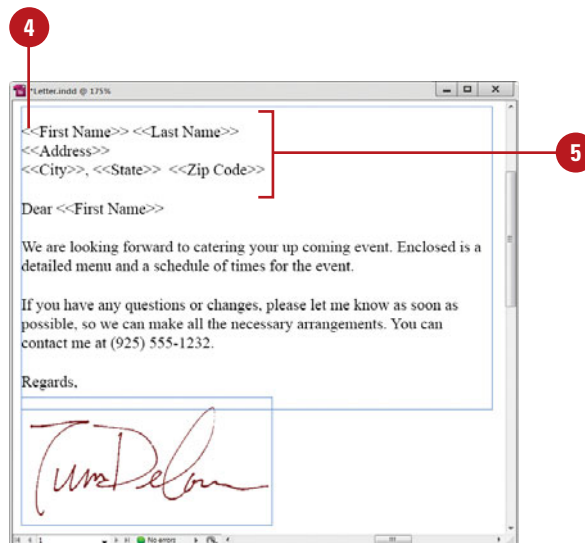 4
*Letter.indd @ 175%
<<First Name>> <<Last Name>>
<<Address>>
<<City>>, <<State>>  <<Zip Code>>
5
Dear <<First Name>>
We are looking forward to catering your up coming event. Enclosed is a
detailed menu and a schedule of times for the event.
If you have any questions or changes, please let me know as soon as
possible, so we can make all the necessary arrangements. You can
contact me at (925) 555-1232.
Regards,
1 No errors